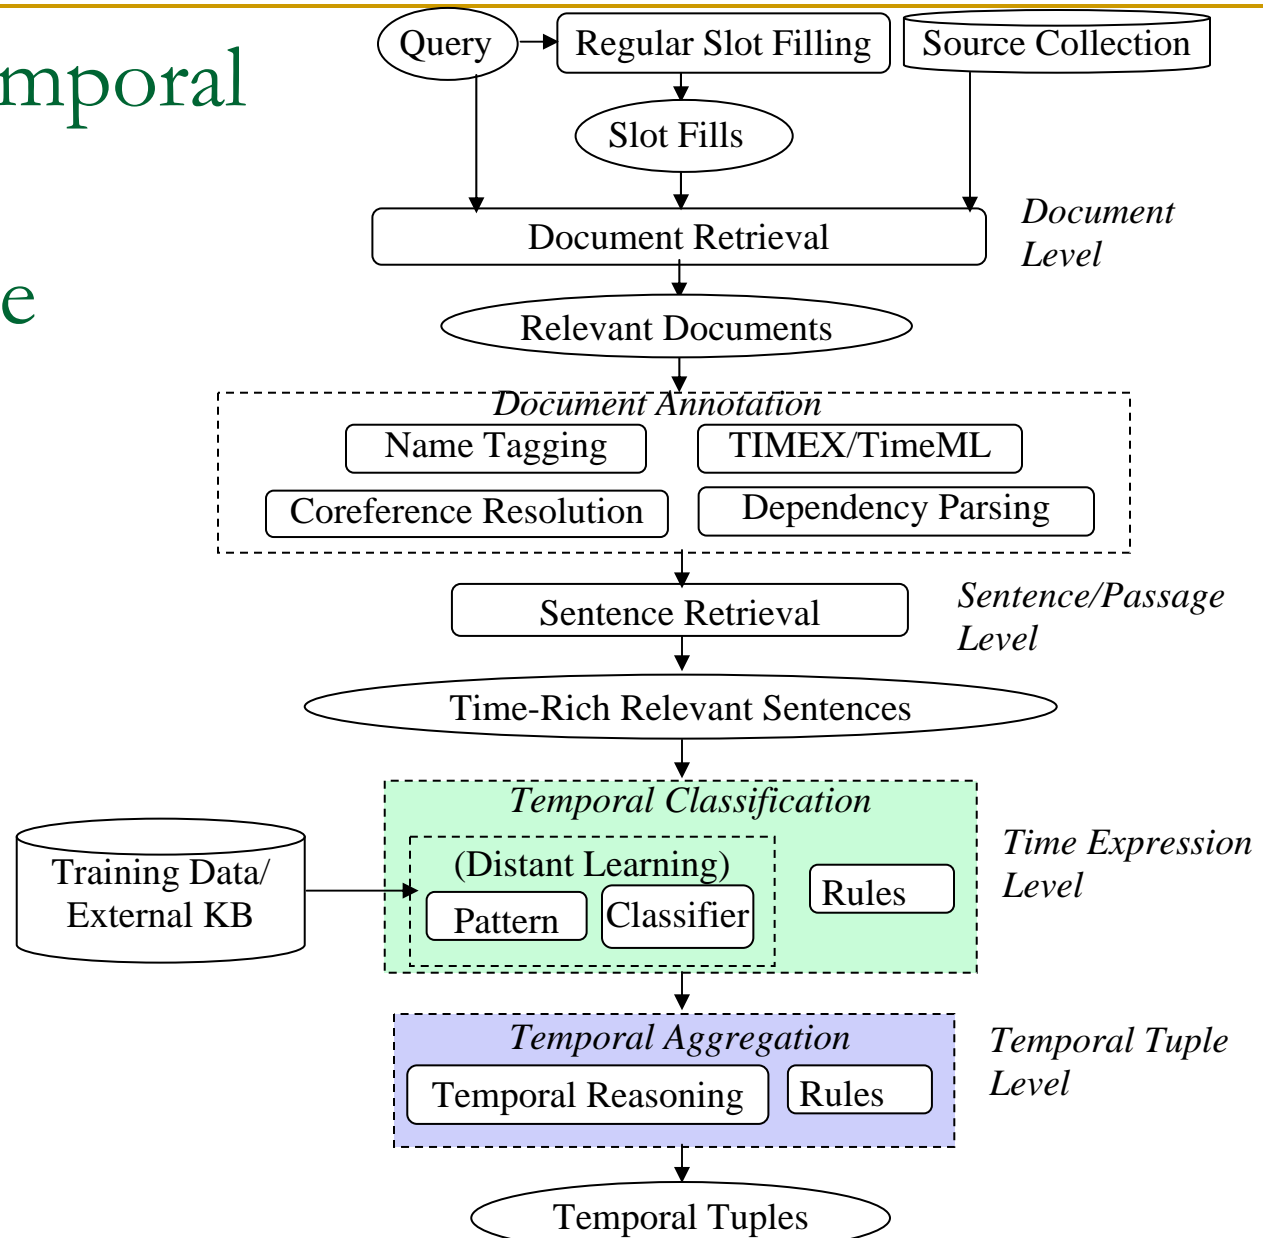 mporal
e
Query
Regular Slot Filling
Source Collection
Slot Fills
Document Retrieval
Document
Level
Relevant Documents
Document Annotation
Name Tagging
TIMEX/TimeML
Coreference Resolution
Dependency Parsing
Sentence Retrieval
Sentence/Passage
Level
Time-Rich Relevant Sentences
Temporal Classification
Training Data/
External KB
(Distant Learning)
Pattern
Classifier
Rules
Time Expression
Level
Temporal Aggregation
Temporal Reasoning
Rules
Temporal Tuple
Level
Temporal Tuples